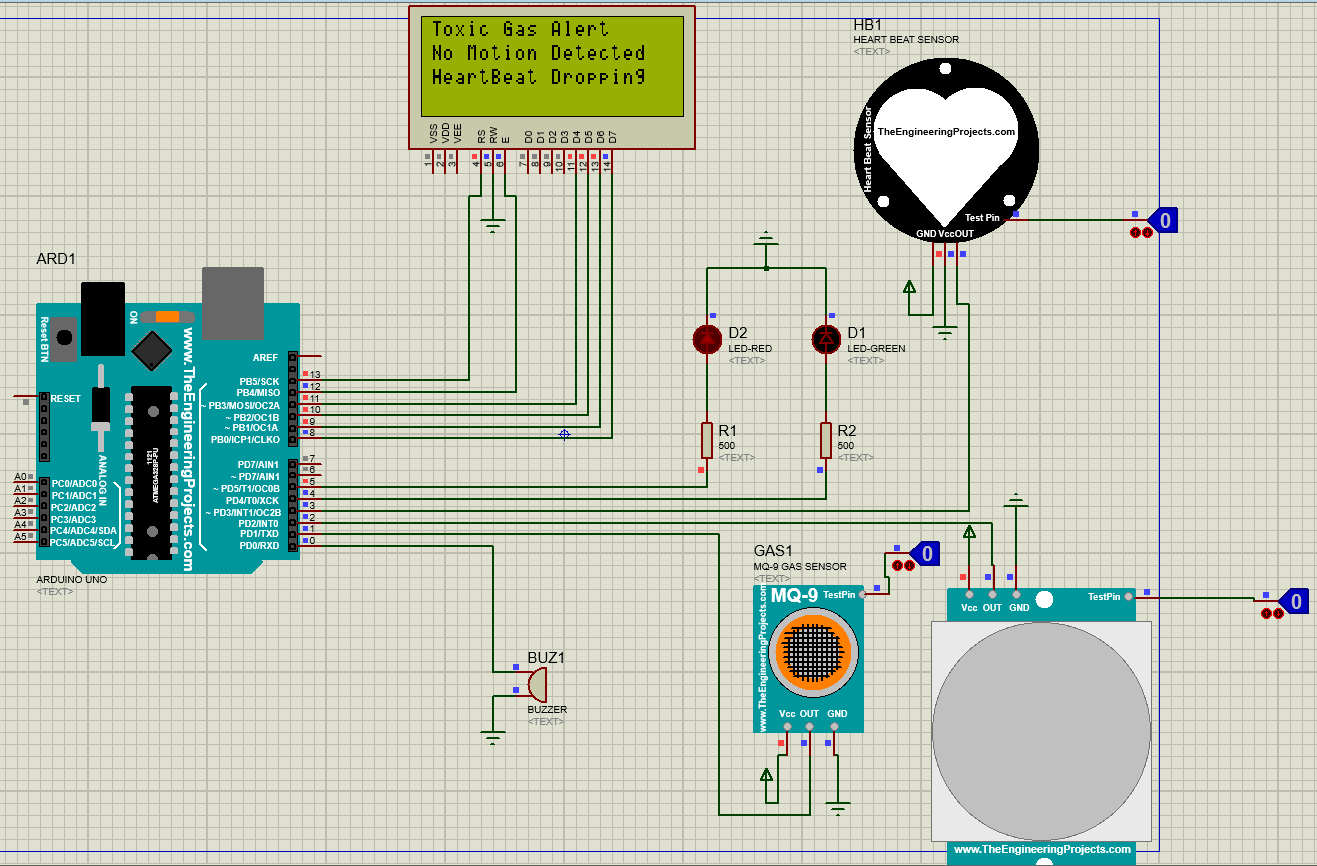 Toxic Gas Alert
No Motion Detected
HeartBeat Dropping
VSS
VDD
VEE
RS
RW
E
D0
D1
D2
D3
D4
D5
D6
D7
1
2
3
4
5
6
7
8
9
10
11
12
13
14
HB1
HEART BEAT SENSOR
<TEXT>
Heart Beat Sensor
TheEngineeringProjects.com
Test Pin
GND Vcc OUT
0
ARD1
Reset BTN
ON
www.TheEngineeringProjects.com
RESET
ANALOG IN
1121
ATMEGA328P-PU
AREF
PB5/SCK
13
PB4/MISO
12
~ PB3/MOSI/OC2A
11
~ PB2/OC1B
10
~ PB1/OC1A
9
PB0/ICP1/CLKO
8
PD7/AIN1
7
~ PD7/AIN1
6
~ PD5/T1/OC0B
5
PD4/T0/XCK
4
~ PD3/INT1/OC2B
3
PD2/INT0
2
PD1/TXD
1
PD0/RXD
0
A0
PC0/ADC0
A1
PC1/ADC1
A2
PC2/ADC2
A3
PC3/ADC3
A4
PC4/ADC4/SDA
A5
PC5/ADC5/SCL
ARDUINO UNO
<TEXT>
D2
LED-RED
<TEXT>
D1
LED-GREEN
<TEXT>
R1
500
<TEXT>
R2
500
<TEXT>
BUZ1
BUZZER
<TEXT>
GAS1
MQ-9 GAS SENSOR
<TEXT>
0
MQ-9
TestPin
www.TheEngineeringProjects.com
Vcc OUT GND
Vcc OUT GND
TestPin
0
www.TheEngineeringProjects.com